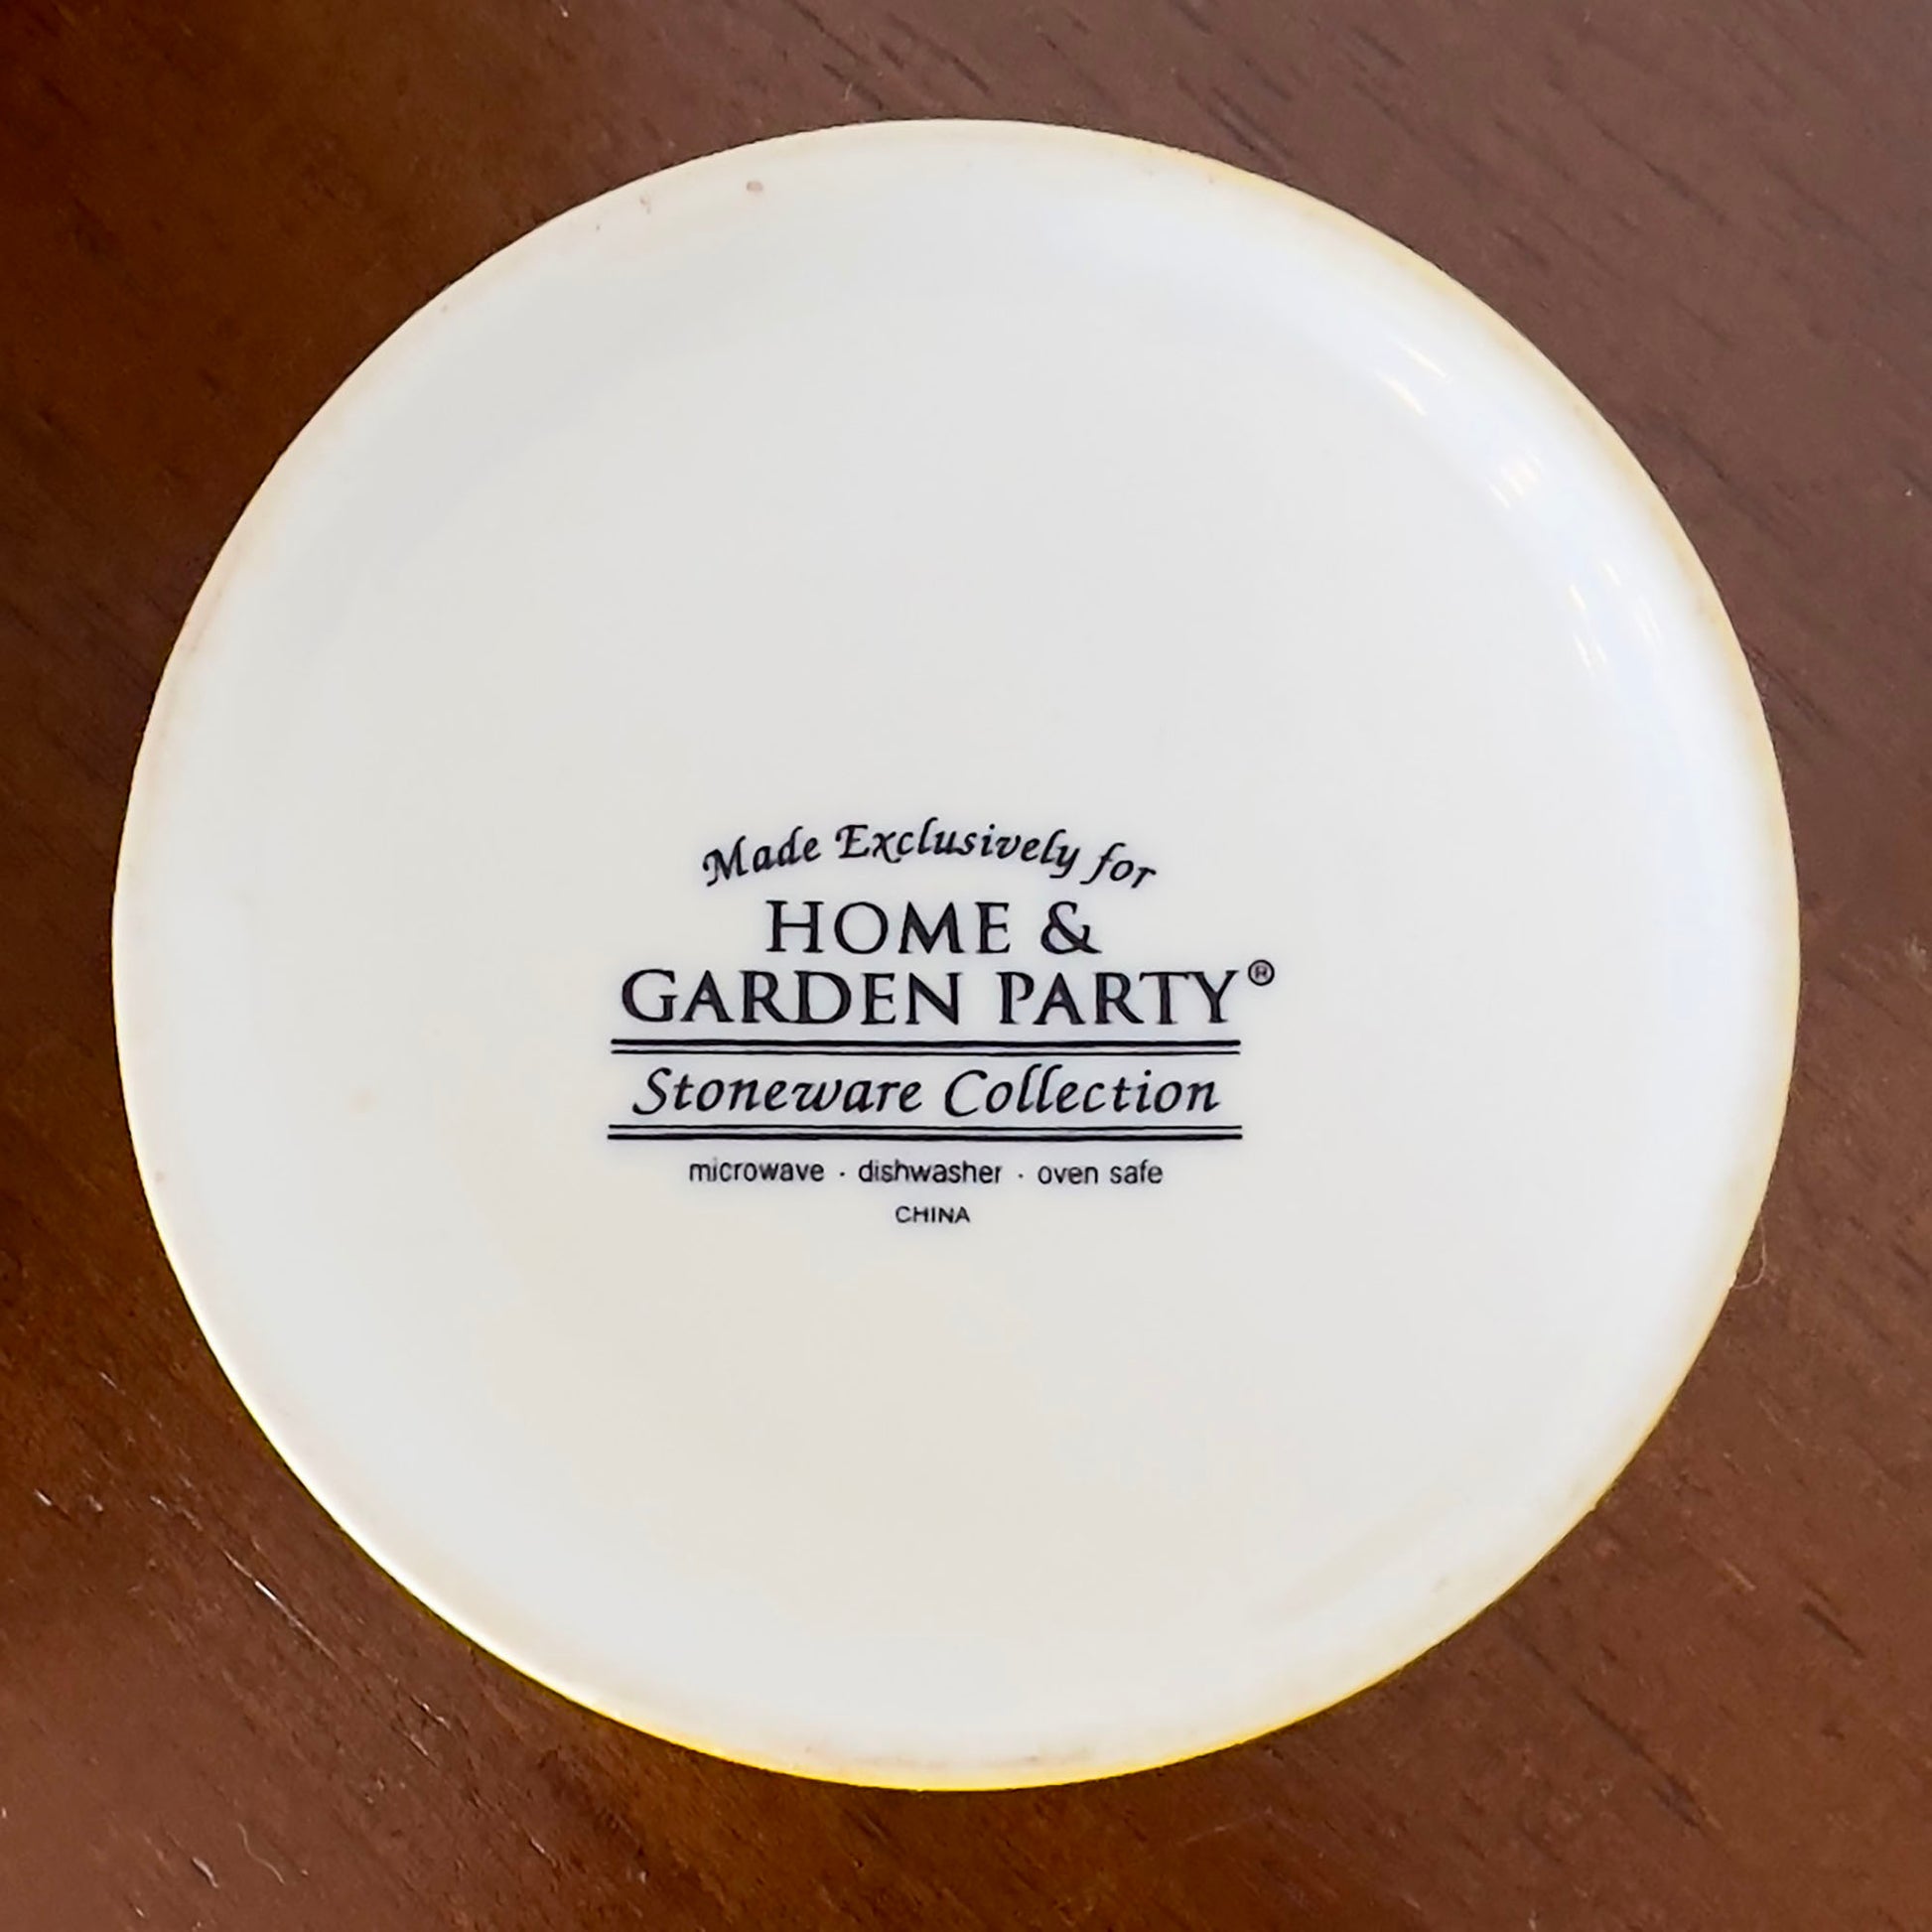 Made Exclusively for
HOME &
GARDEN PARTY®
Stoneware Collection
microwave · dishwasher · oven safe
CHINA